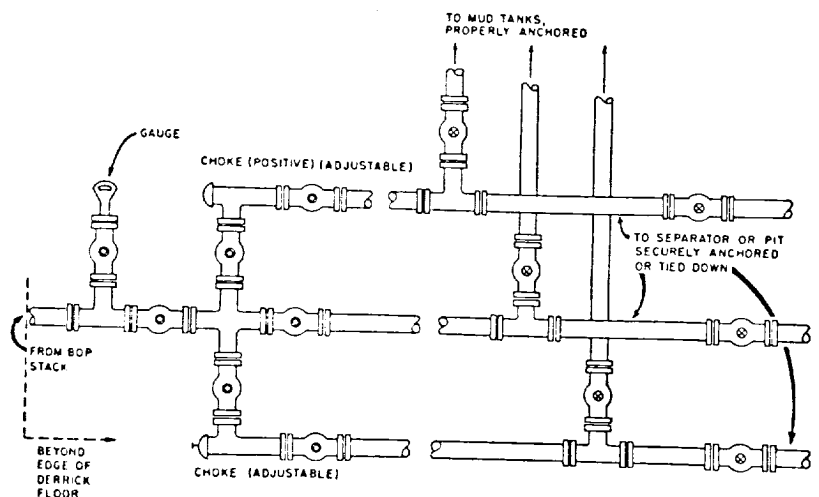 TO MUD TANKS,
PROPERLY ANCHORED
GAUGE
CHOKE (POSITIVE) (ADJUSTABLE)
TO SEPARATOR OR PIT
SECURELY ANCHORED
OR TIED DOWN
FROM BOP
STACK
BEYOND
EDGE OF
DERRICK
FLOOR
CHOKE (ADJUSTABLE)